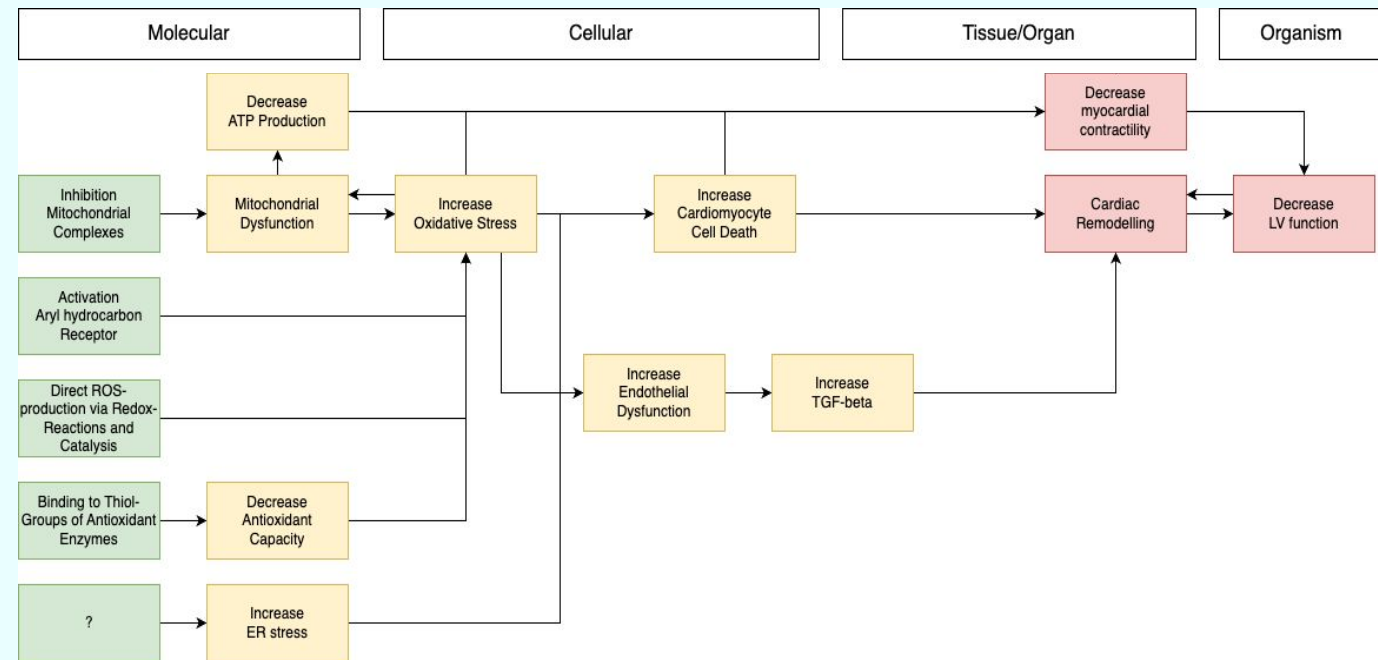 Molecular
Cellular
Tissue/Organ
Organism
Decrease
ATP Production
Decrease
myocardial
contractility
Inhibition
Mitochondrial
Complexes
Mitochondrial
Dysfunction
Increase
Oxidative Stress
Increase
Cardiomyocyte
Cell Death
Cardiac
Remodelling
Decrease
LV function
Activation
Aryl hydrocarbon
Receptor
Direct ROS-
production via Redox-
Reactions and
Catalysis
Increase
Endothelial
Dysfunction
Increase
TGF-beta
Binding to Thiol-
Groups of Antioxidant
Enzymes
Decrease
Antioxidant
Capacity
?
Increase
ER stress